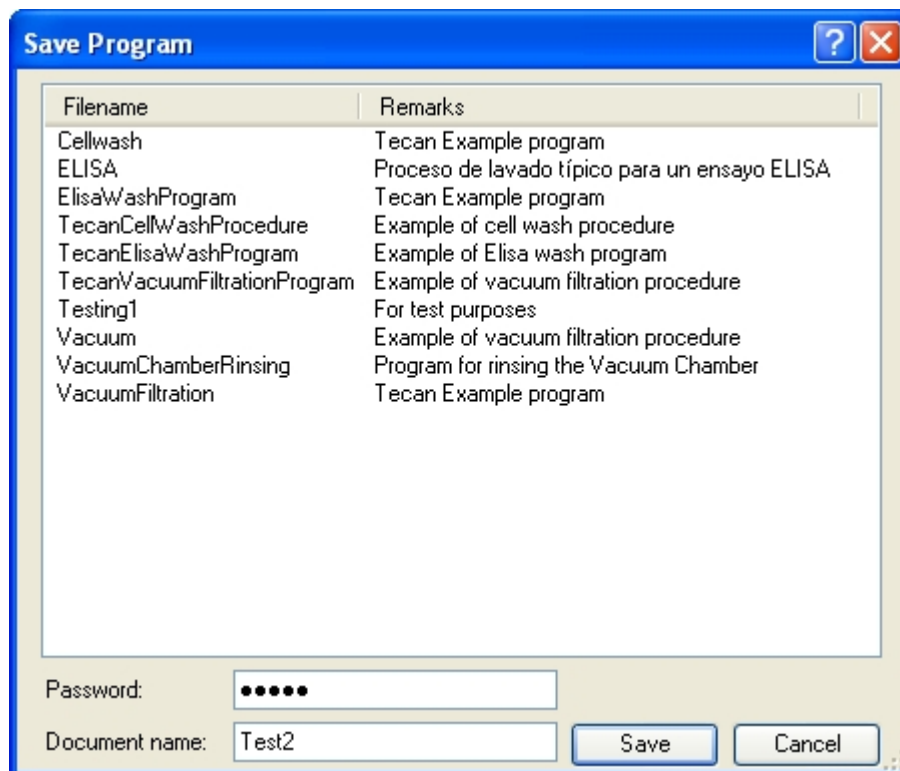 Save Program
Filename Remarks
Cellwash Tecan Example program
ELISA Proceso de lavado típico para un ensayo ELISA
ElisaWashProgram Tecan Example program
TecanCellWashProcedure Example of cell wash procedure
TecanElisaWashProgram Example of Elisa wash program
TecanVacuumFiltrationProgram Example of vacuum filtration procedure
Testing1 For test purposes
Vacuum Example of vacuum filtration procedure
VacuumChamberRinsing Program for rinsing the Vacuum Chamber
VacuumFiltration Tecan Example program
Password: •••••
Document name: Test2 Save Cancel